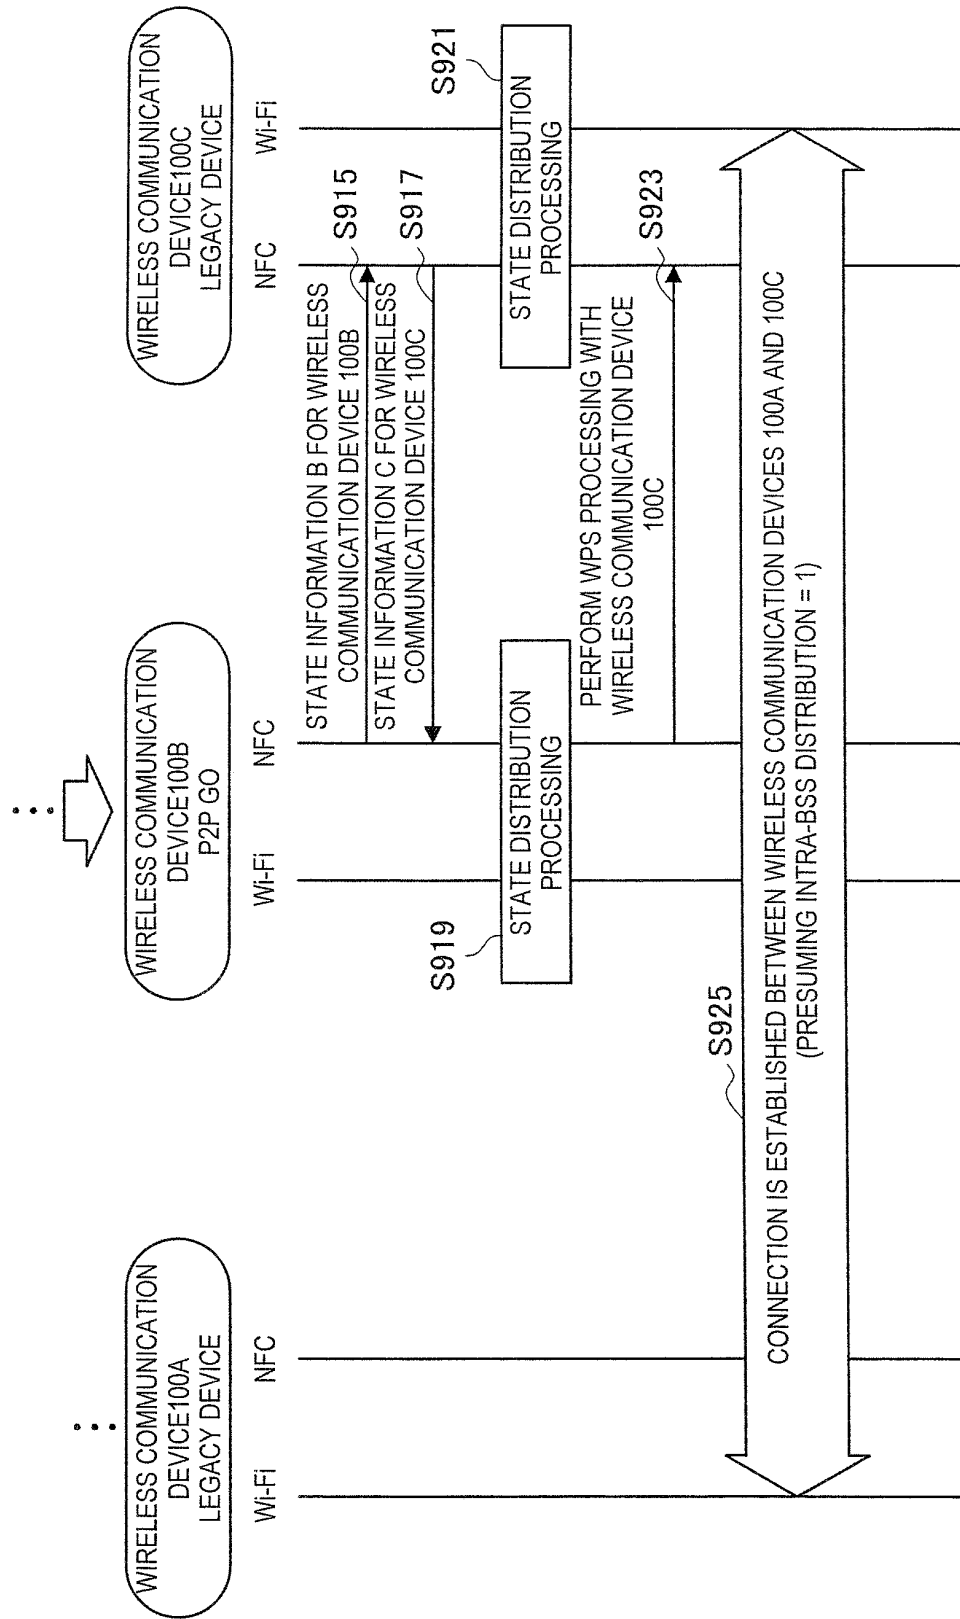 WIRELESS COMMUNICATION
DEVICE100A
LEGACY DEVICE
Wi-Fi
NFC
WIRELESS COMMUNICATION
DEVICE100B
P2P GO
Wi-Fi
NFC
WIRELESS COMMUNICATION
DEVICE100C
LEGACY DEVICE
NFC
Wi-Fi
STATE INFORMATION B FOR WIRELESS
COMMUNICATION DEVICE 100B
S915
STATE INFORMATION C FOR WIRELESS
COMMUNICATION DEVICE 100C
S917
S919
STATE DISTRIBUTION
PROCESSING
S921
STATE DISTRIBUTION
PROCESSING
PERFORM WPS PROCESSING WITH
WIRELESS COMMUNICATION DEVICE
100C
S923
S925
CONNECTION IS ESTABLISHED BETWEEN WIRELESS COMMUNICATION DEVICES 100A AND 100C
(PRESUMING INTRA-BSS DISTRIBUTION = 1)